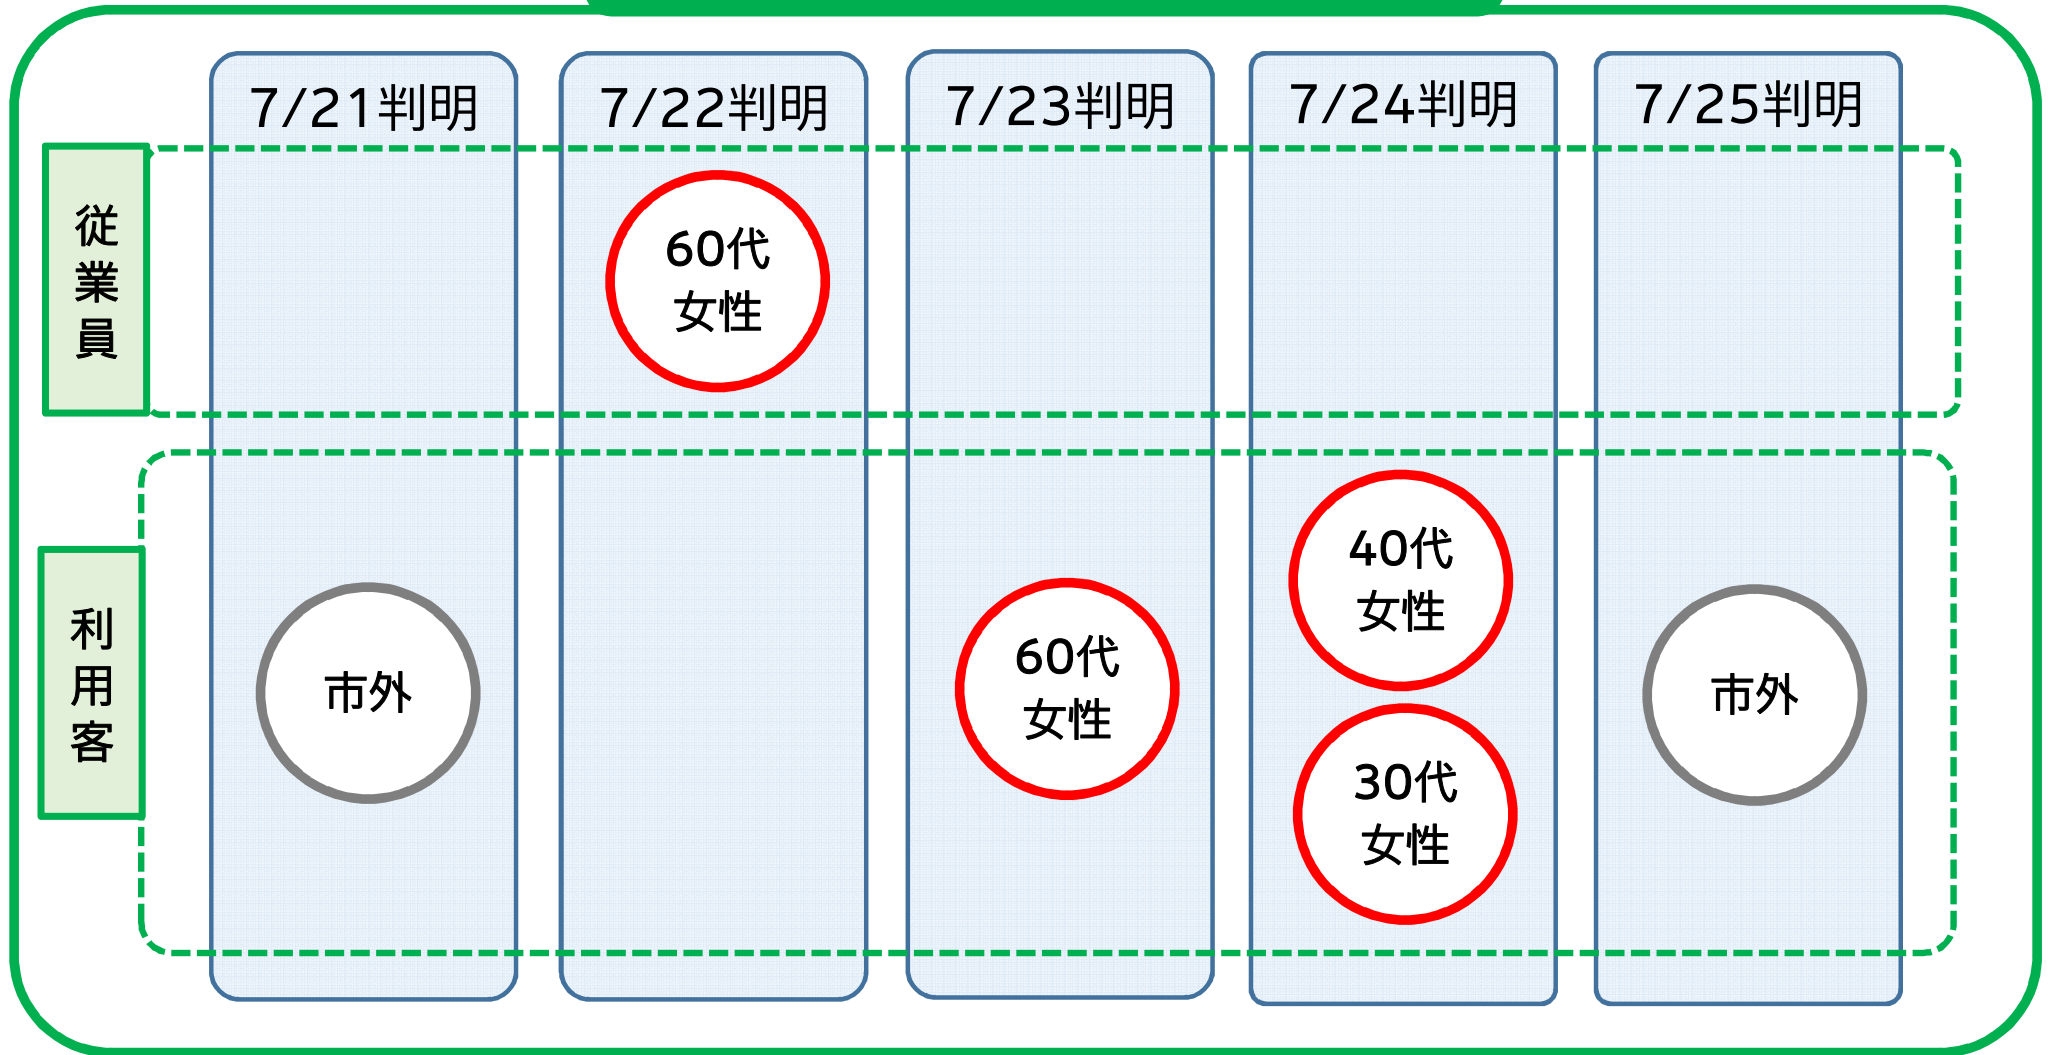 7/21判明
7/22判明
7/23判明
7/24判明
7/25判明
従業員
60代
女性
利用客
市外
60代
女性
40代
女性
30代
女性
市外